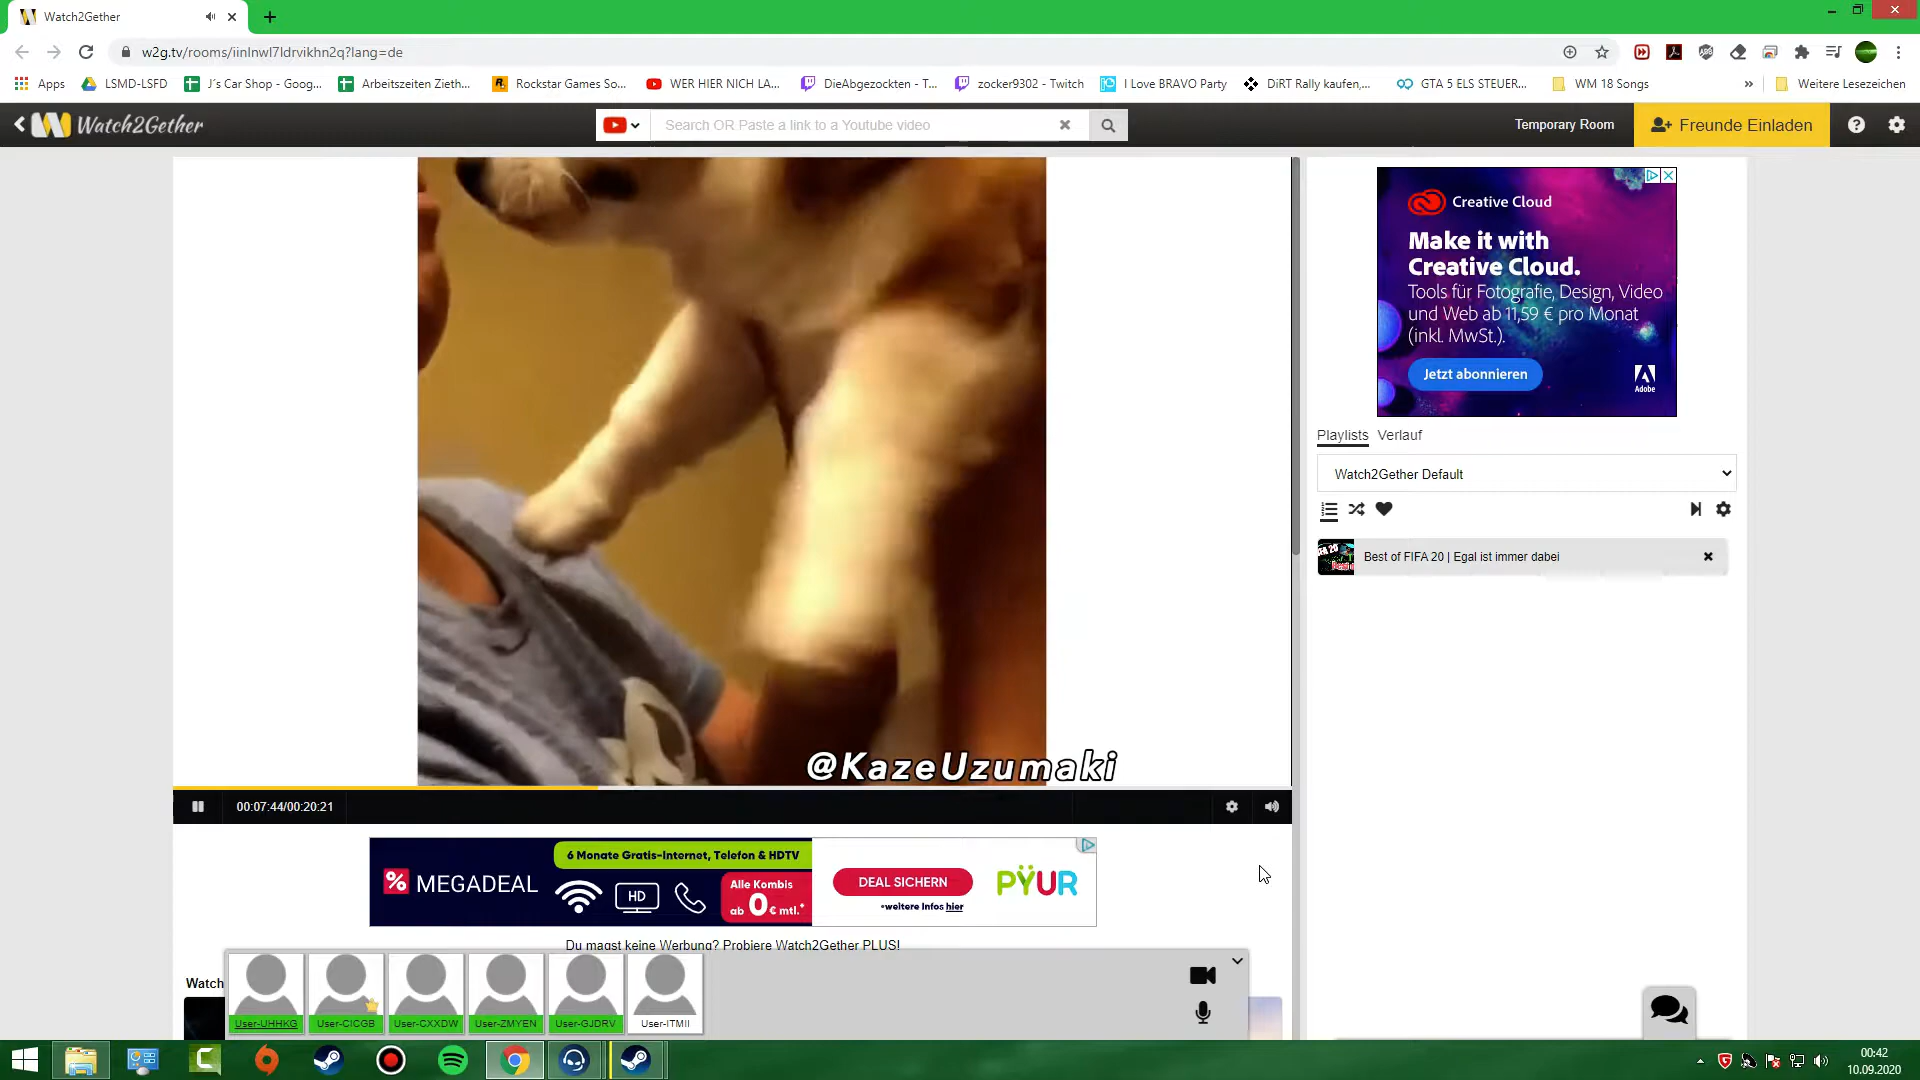 Watch2Gether
w2g.tv/rooms/iinlnwl7ldrvikhn2q?lang=de
Apps
LSMD-LSFD
J´s Car Shop - Goog...
Arbeitszeiten Zieth...
Rockstar Games So...
WER HIER NICH LA...
DieAbgezockten - T...
zocker9302 - Twitch
I Love BRAVO Party
DiRT Rally kaufen,...
GTA 5 ELS STEUER...
WM 18 Songs
»
Weitere Lesezeichen
Watch2Gether
Search OR Paste a link to a Youtube video
Temporary Room
Freunde Einladen
Creative Cloud
Make it with
Creative Cloud.
Tools für Fotografie, Design, Video
und Web ab 11,59 € pro Monat
(inkl. MwSt.).
Jetzt abonnieren
Adobe
Playlists
Verlauf
Watch2Gether Default
Best of FIFA 20 | Egal ist immer dabei
@KazeUzumaki
00:07:44/00:20:21
% MEGADEAL
6 Monate Gratis-Internet, Telefon & HDTV
HD
Alle Kombis
ab 0 € mtl.*
DEAL SICHERN
*weitere Infos hier
PŸUR
Du magst keine Werbung? Probiere Watch2Gether PLUS!
Watch
User-UHHKG
User-CICGB
User-CXXDW
User-ZMYEN
User-GJDRV
User-ITMII
00:42
10.09.2020